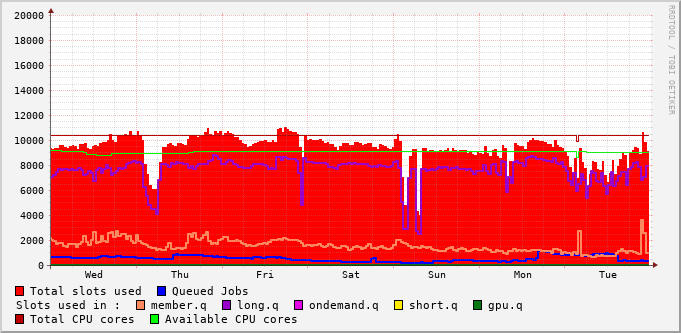 20000
18000
16000
14000
12000
10000
8000
6000
4000
2000
0
Wed Thu Fri Sat Sun Mon Tue
RRDTOOL / TOBI OETIKER
Total slots used Queued Jobs
Slots used in : member.q long.q ondemand.q short.q gpu.q
Total CPU cores Available CPU cores